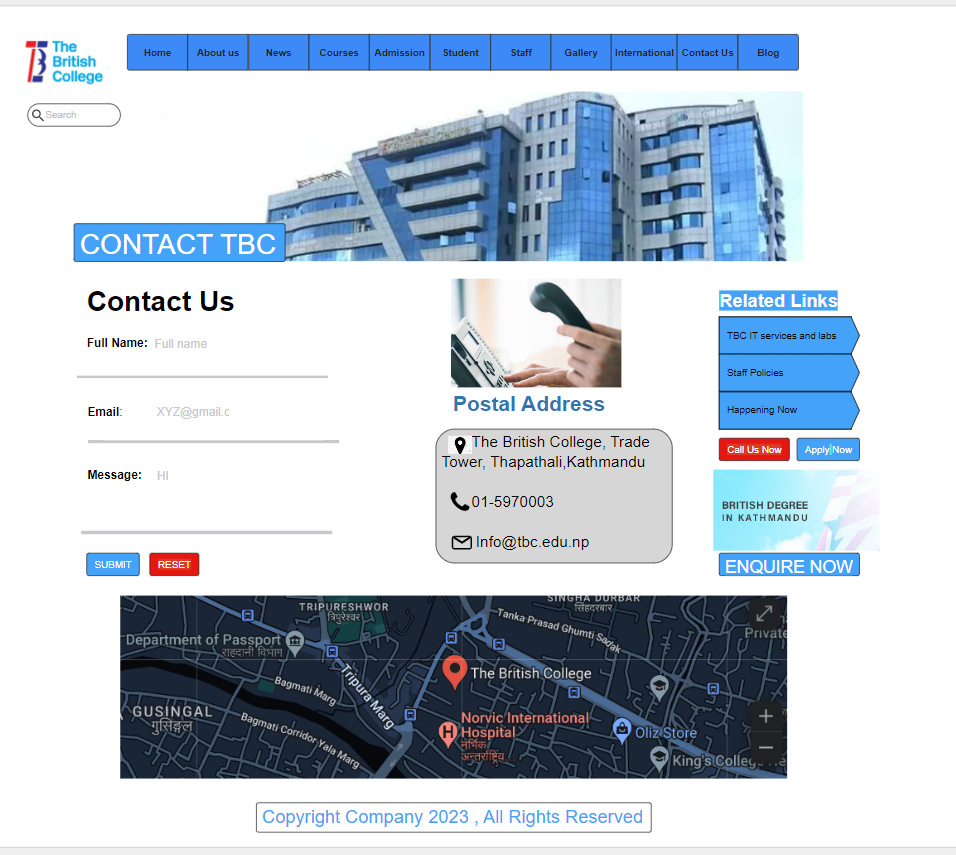 The
British
College
Home
About us
News
Courses
Admission
Student
Staff
Gallery
International
Contact Us
Blog
Search
CONTACT TBC
Contact Us
Full Name: Full name
Email: XYZ@gmail.c
Message: HI
SUBMIT
RESET
Postal Address
The British College, Trade
Tower, Thapathali,Kathmandu
01-5970003
Info@tbc.edu.np
Related Links
TBC IT services and labs
Staff Policies
Happening Now
Call Us Now
Apply Now
BRITISH DEGREE
IN KATHMANDU
ENQUIRE NOW
TRIPURESHWOR
त्रिपुरेश्वर
SINGHA DURBAR
सिंहदरबार
Tanka Prasad Ghumti Sadak
Private
Department of Passport
राहदानी विभाग
Tripura Marg
The British College
Bagmati Marg
GUSINGAL
गुसिङ्गल
Bagmati Corridor Yala Marg
Norvic International
Hospital
नर्भिक
अन्तर्राष्ट्रिय...
Oliz Store
King's College
Copyright Company 2023 , All Rights Reserved